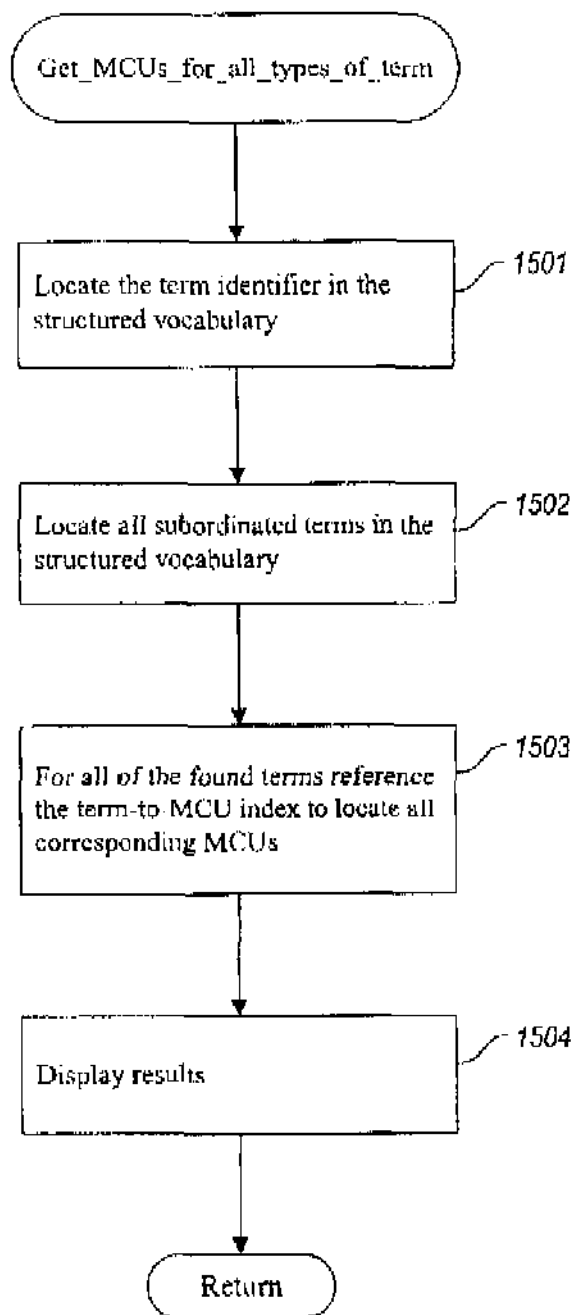 Get_MCUs_for_all_types_of_term
1501
Locate the term identifier in the
structured vocabulary
1502
Locate all subordinated terms in the
structured vocabulary
1503
For all of the found terms reference
the term-to-MCU index to locate all
corresponding MCUs
1504
Display results
Return